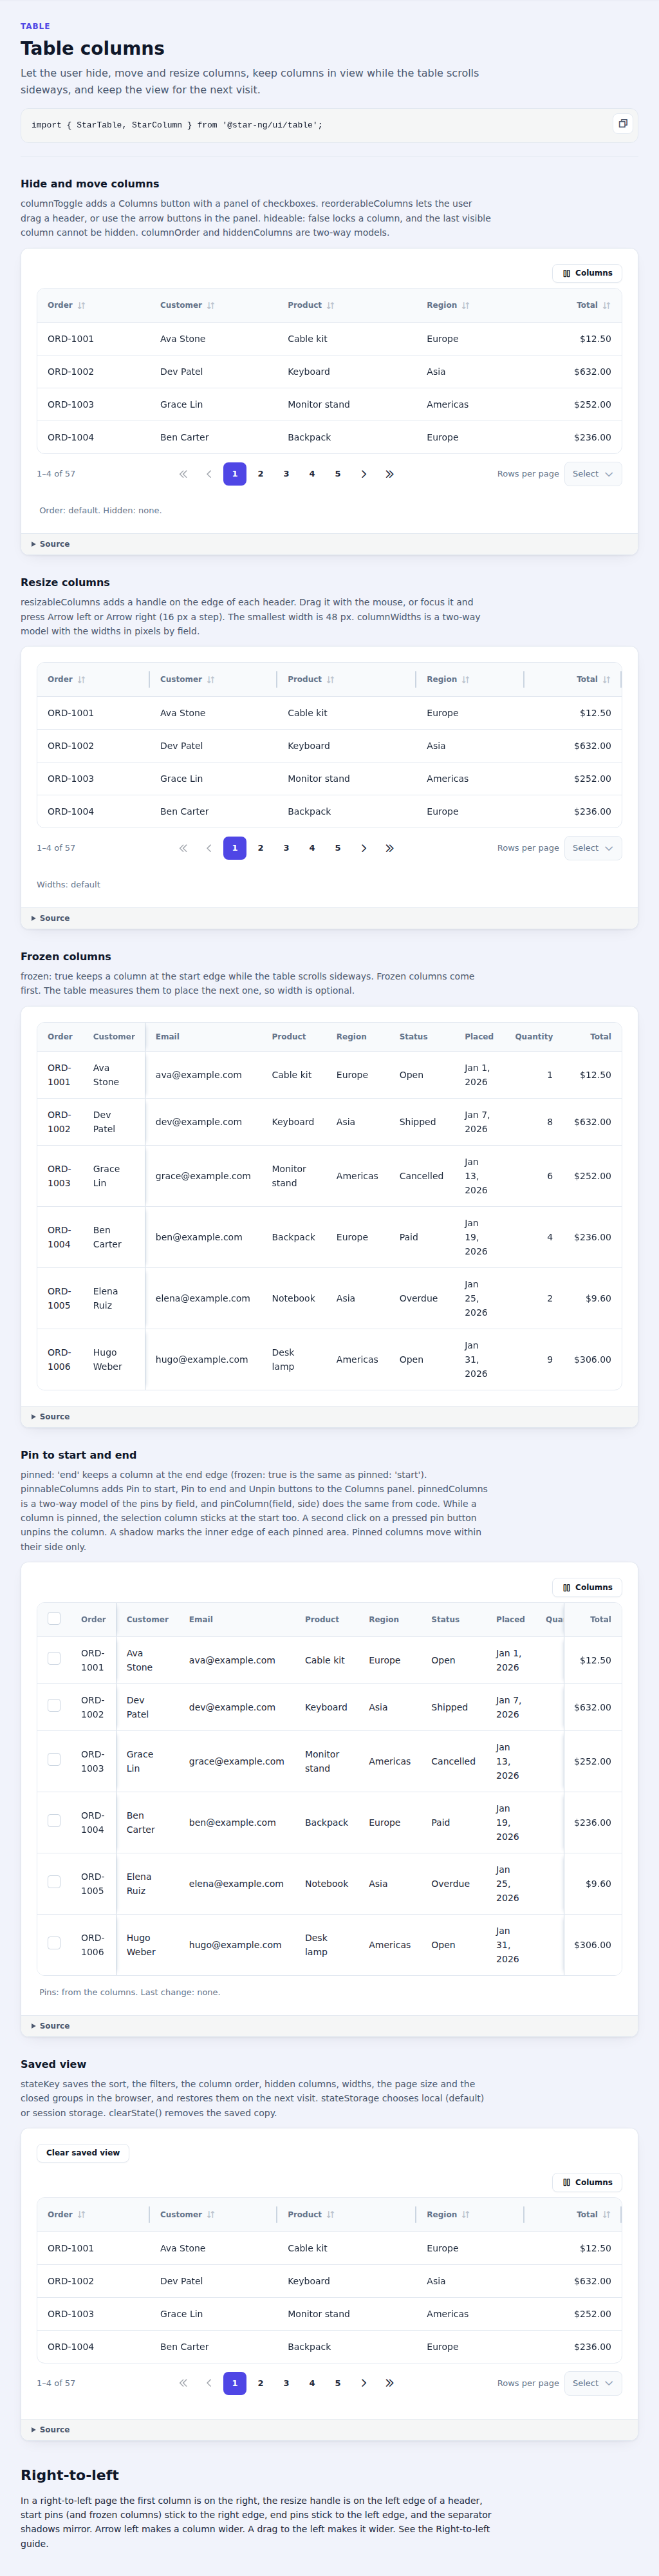 TABLE
Table columns
Let the user hide, move and resize columns, keep columns in view while the table scrolls
sideways, and keep the view for the next visit.
import { StarTable, StarColumn } from '@star-ng/ui/table';
Hide and move columns
columnToggle adds a Columns button with a panel of checkboxes. reorderableColumns lets the user
drag a header, or use the arrow buttons in the panel. hideable: false locks a column, and the last visible
column cannot be hidden. columnOrder and hiddenColumns are two-way models.
Columns
Order Customer Product Region Total
ORD-1001 Ava Stone Cable kit Europe $12.50
ORD-1002 Dev Patel Keyboard Asia $632.00
ORD-1003 Grace Lin Monitor stand Americas $252.00
ORD-1004 Ben Carter Backpack Europe $236.00
1–4 of 57 1 2 3 4 5 Rows per page Select
Order: default. Hidden: none.
Source
Resize columns
resizableColumns adds a handle on the edge of each header. Drag it with the mouse, or focus it and
press Arrow left or Arrow right (16 px a step). The smallest width is 48 px. columnWidths is a two-way
model with the widths in pixels by field.
Order Customer Product Region Total
ORD-1001 Ava Stone Cable kit Europe $12.50
ORD-1002 Dev Patel Keyboard Asia $632.00
ORD-1003 Grace Lin Monitor stand Americas $252.00
ORD-1004 Ben Carter Backpack Europe $236.00
1–4 of 57 1 2 3 4 5 Rows per page Select
Widths: default
Source
Frozen columns
frozen: true keeps a column at the start edge while the table scrolls sideways. Frozen columns come
first. The table measures them to place the next one, so width is optional.
Order Customer Email Product Region Status Placed Quantity Total
ORD- Ava Jan 1,
1001 Stone ava@example.com Cable kit Europe Open 2026 1 $12.50
ORD- Dev Jan 7,
1002 Patel dev@example.com Keyboard Asia Shipped 2026 8 $632.00
ORD- Grace Monitor Jan
1003 Lin grace@example.com stand Americas Cancelled 13, 6 $252.00
2026
ORD- Ben Jan
1004 Carter ben@example.com Backpack Europe Paid 19, 4 $236.00
2026
ORD- Elena Jan
1005 Ruiz elena@example.com Notebook Asia Overdue 25, 2 $9.60
2026
ORD- Hugo Desk Jan
1006 Weber hugo@example.com lamp Americas Open 31, 9 $306.00
2026
Source
Pin to start and end
pinned: 'end' keeps a column at the end edge (frozen: true is the same as pinned: 'start').
pinnableColumns adds Pin to start, Pin to end and Unpin buttons to the Columns panel. pinnedColumns
is a two-way model of the pins by field, and pinColumn(field, side) does the same from code. While a
column is pinned, the selection column sticks at the start too. A second click on a pressed pin button
unpins the column. A shadow marks the inner edge of each pinned area. Pinned columns move within
their side only.
Columns
Order Customer Email Product Region Status Placed Qua Total
ORD- Ava Jan 1,
1001 Stone ava@example.com Cable kit Europe Open 2026 $12.50
ORD- Dev Jan 7,
1002 Patel dev@example.com Keyboard Asia Shipped 2026 $632.00
ORD- Grace Monitor Jan
1003 Lin grace@example.com stand Americas Cancelled 13, $252.00
2026
ORD- Ben Jan
1004 Carter ben@example.com Backpack Europe Paid 19, $236.00
2026
ORD- Elena Jan
1005 Ruiz elena@example.com Notebook Asia Overdue 25, $9.60
2026
ORD- Hugo Desk Jan
1006 Weber hugo@example.com lamp Americas Open 31, $306.00
2026
Pins: from the columns. Last change: none.
Source
Saved view
stateKey saves the sort, the filters, the column order, hidden columns, widths, the page size and the
closed groups in the browser, and restores them on the next visit. stateStorage chooses local (default)
or session storage. clearState() removes the saved copy.
Clear saved view
Columns
Order Customer Product Region Total
ORD-1001 Ava Stone Cable kit Europe $12.50
ORD-1002 Dev Patel Keyboard Asia $632.00
ORD-1003 Grace Lin Monitor stand Americas $252.00
ORD-1004 Ben Carter Backpack Europe $236.00
1–4 of 57 1 2 3 4 5 Rows per page Select
Source
Right-to-left
In a right-to-left page the first column is on the right, the resize handle is on the left edge of a header,
start pins (and frozen columns) stick to the right edge, end pins stick to the left edge, and the separator
shadows mirror. Arrow left makes a column wider. A drag to the left makes it wider. See the Right-to-left
guide.